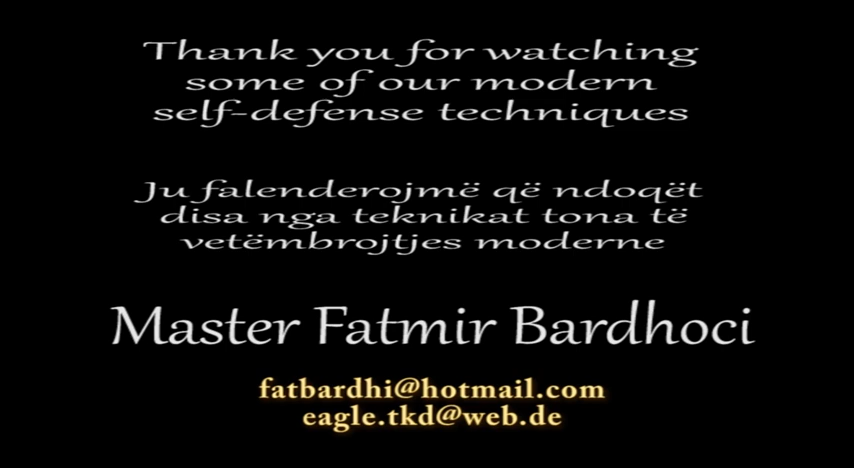 Thank you for watching
some of our modern
self-defense techniques
Ju falenderojmë që ndoqët
disa nga teknikat tona të
vetëmbrojtjes moderne
Master Fatmir Bardhoci
fatbardhi@hotmail.com
eagle.tkd@web.de